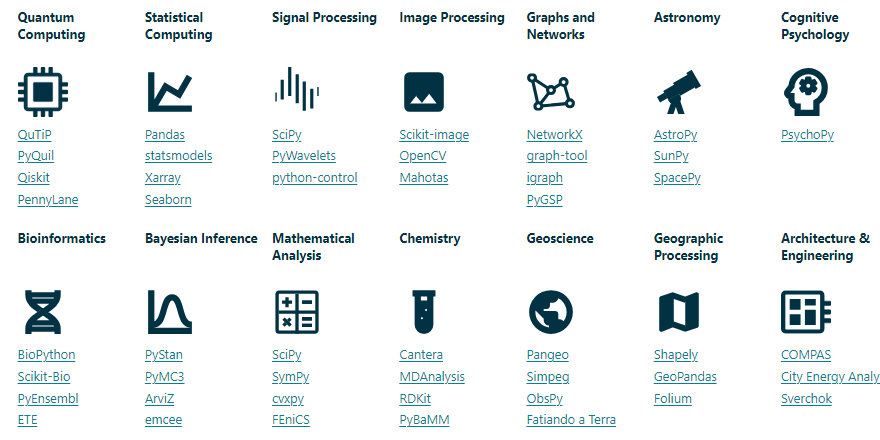 Quantum Computing
Statistical Computing
Signal Processing
Image Processing
Graphs and Networks
Astronomy
Cognitive Psychology
QuTiP
PyQuil
Qiskit
PennyLane
Pandas
statsmodels
Xarray
Seaborn
SciPy
PyWavelets
python-control
Scikit-image
OpenCV
Mahotas
NetworkX
graph-tool
igraph
PyGSP
AstroPy
SunPy
SpacePy
PsychoPy
Bioinformatics
Bayesian Inference
Mathematical Analysis
Chemistry
Geoscience
Geographic Processing
Architecture & Engineering
BioPython
Scikit-Bio
PyEnsembl
ETE
PyStan
PyMC3
ArviZ
emcee
SciPy
SymPy
cvxpy
FEniCS
Cantera
MDAnalysis
RDKit
PyBaMM
Pangeo
Simpeg
ObsPy
Fatiando a Terra
Shapely
GeoPandas
Folium
COMPAS
City Energy Analy
Sverchok